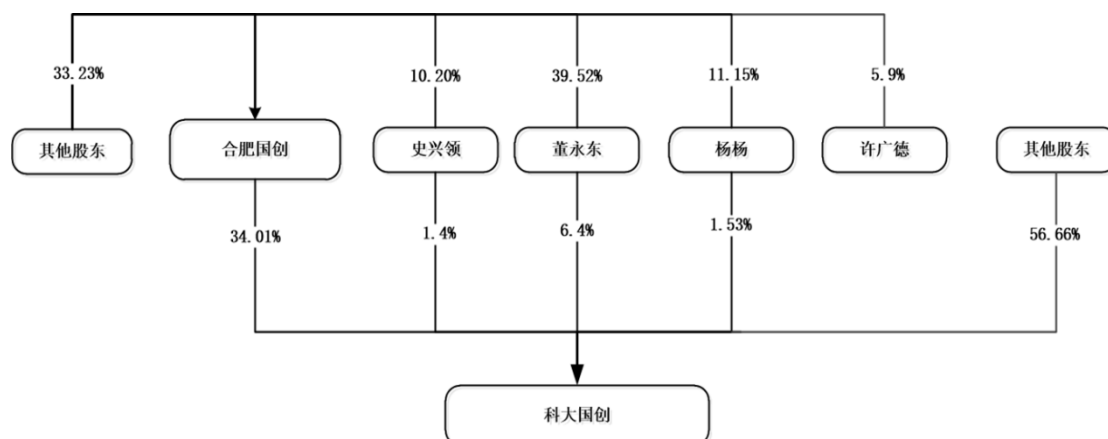 33.23%
10.20%
39.52%
11.15%
5.9%
其他股东
合肥国创
史兴领
董永东
杨杨
许广德
其他股东
34.01%
1.4%
6.4%
1.53%
56.66%
科大国创